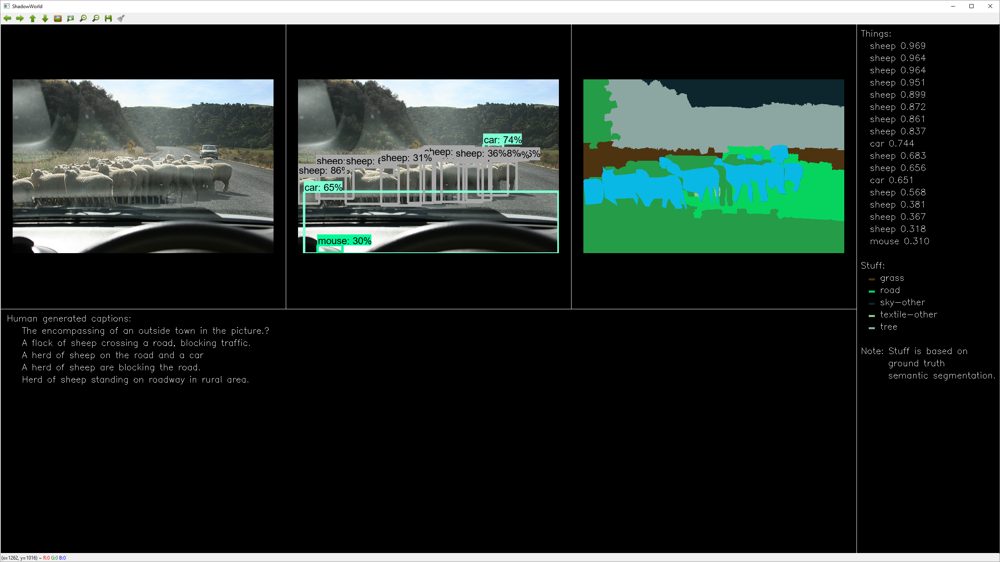 ShadowWorld
car: 74%
sheep: sheep: 6 sheep: 31% sheep: sheep: 36% 8% % 6%
sheep: 86%
car: 65%
mouse: 30%
Things:
sheep 0.969
sheep 0.964
sheep 0.964
sheep 0.951
sheep 0.899
sheep 0.872
sheep 0.861
sheep 0.837
car 0.744
sheep 0.683
sheep 0.656
car 0.651
sheep 0.568
sheep 0.381
sheep 0.367
sheep 0.318
mouse 0.310
Stuff:
grass
road
sky-other
textile-other
tree
Note: Stuff is based on
ground truth
semantic segmentation.
Human generated captions:
The encompassing of an outside town in the picture.?
A flock of sheep crossing a road, blocking traffic.
A herd of sheep on the road and a car
A herd of sheep are blocking the road.
Herd of sheep standing on roadway in rural area.
(x=1262, y=1016) ~ R:0 G:0 B:0